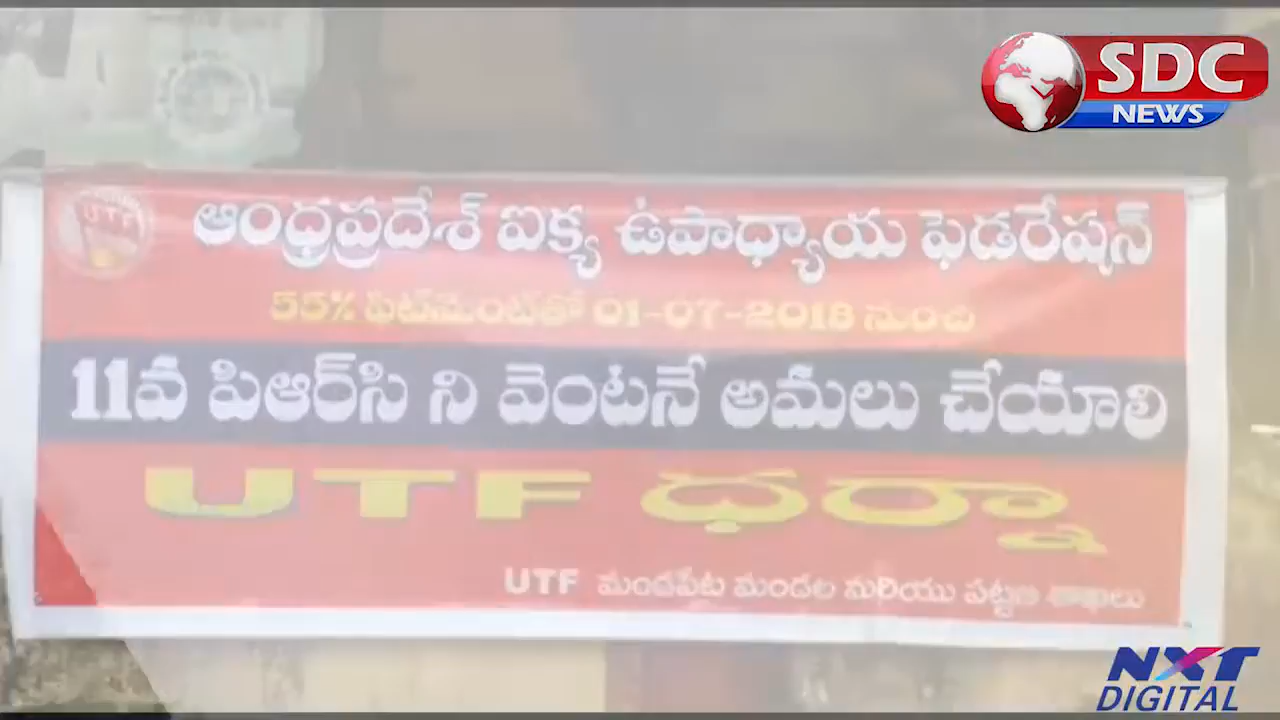 SDC
NEWS
UTF
ఆంధ్రప్రదేశ్ ఐక్య ఉపాధ్యాయ ఫెడరేషన్
55% ఫిట్‌మెంట్‌తో 01-07-2018 నుంచి
11వ పిఆర్‌సి ని వెంటనే అమలు చేయాలి
UTF ధర్నా
UTF మండపేట మండల మరియు పట్టణ శాఖలు
NXT
DIGITAL